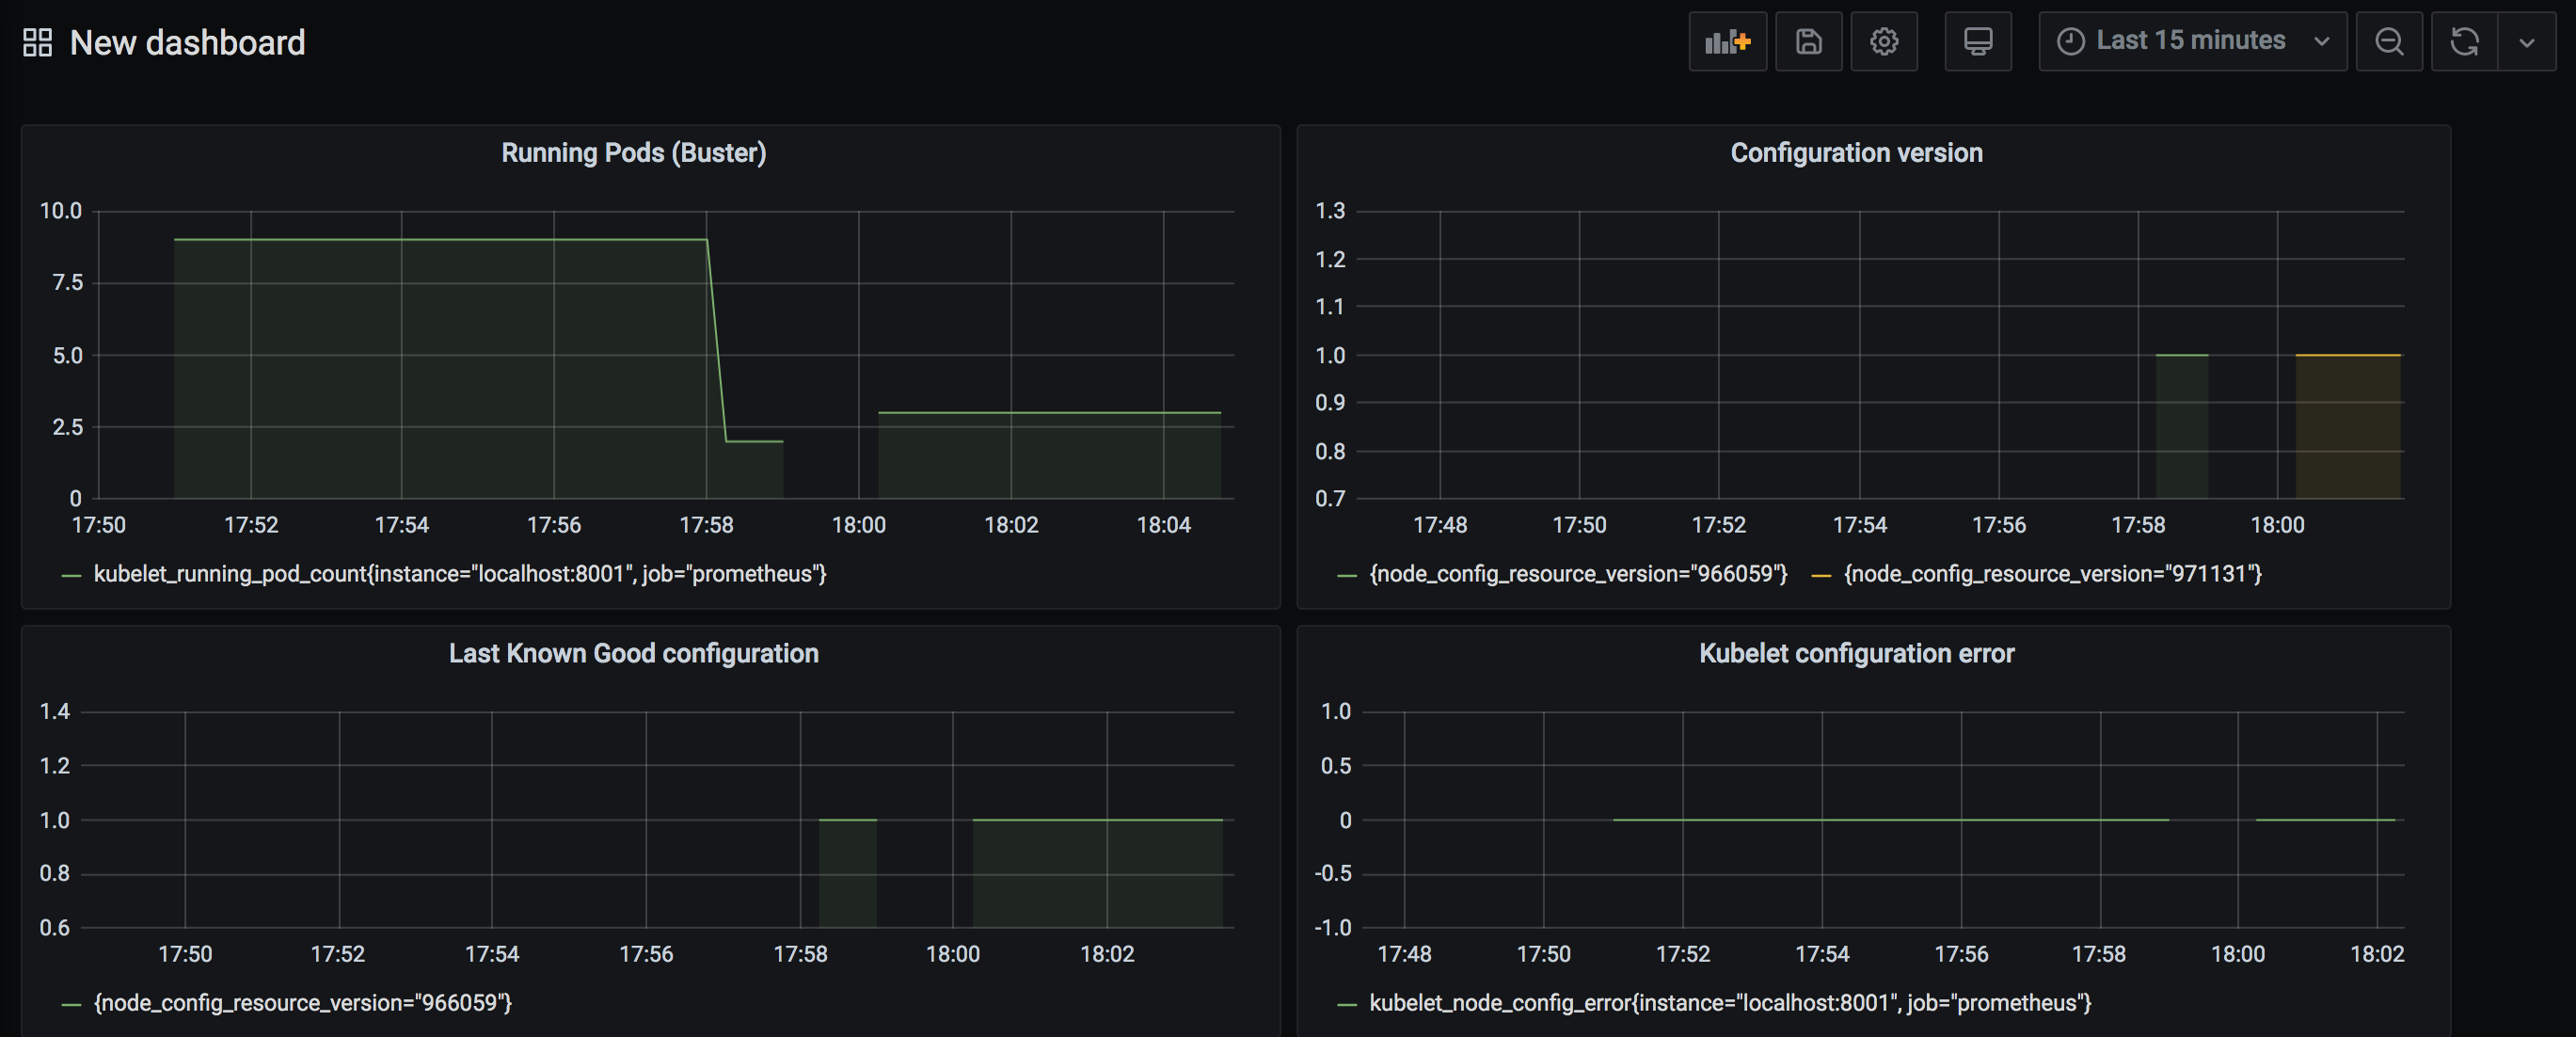 New dashboard
Last 15 minutes
Running Pods (Buster)
10.0
7.5
5.0
2.5
0
17:50 17:52 17:54 17:56 17:58 18:00 18:02 18:04
kubelet_running_pod_count{instance="localhost:8001", job="prometheus"}
Configuration version
1.3
1.2
1.1
1.0
0.9
0.8
0.7
17:48 17:50 17:52 17:54 17:56 17:58 18:00
{node_config_resource_version="966059"} {node_config_resource_version="971131"}
Last Known Good configuration
1.4
1.2
1.0
0.8
0.6
17:50 17:52 17:54 17:56 17:58 18:00 18:02
{node_config_resource_version="966059"}
Kubelet configuration error
1.0
0.5
0
-0.5
-1.0
17:48 17:50 17:52 17:54 17:56 17:58 18:00 18:02
kubelet_node_config_error{instance="localhost:8001", job="prometheus"}